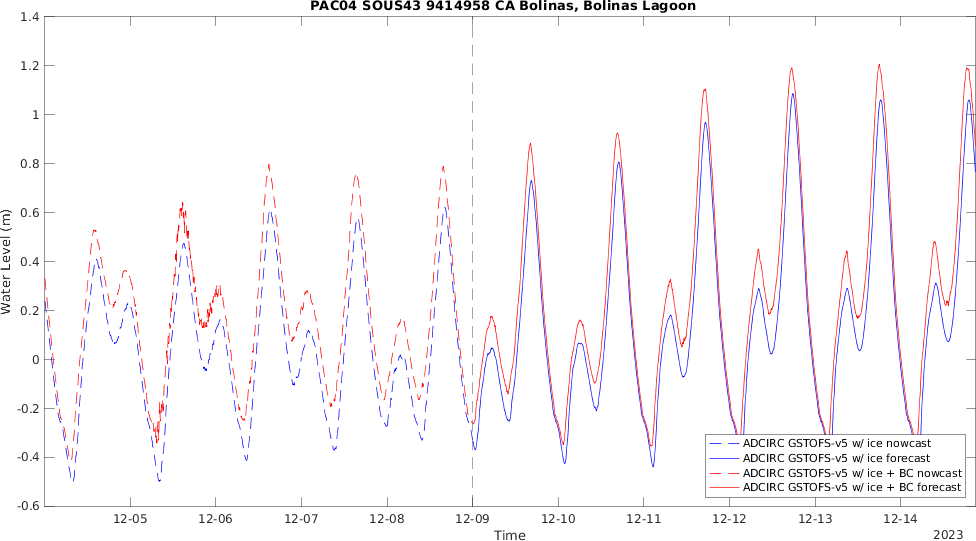 PAC04 SOUS43 9414958 CA Bolinas, Bolinas Lagoon
1.4
1.2
1
0.8
0.6
0.4
0.2
0
-0.2
-0.4
-0.6
Water Level (m)
12-05 12-06 12-07 12-08 12-09 12-10 12-11 12-12 12-13 12-14
Time
2023
ADCIRC GSTOFS-v5 w/ ice nowcast
ADCIRC GSTOFS-v5 w/ ice forecast
ADCIRC GSTOFS-v5 w/ ice + BC nowcast
ADCIRC GSTOFS-v5 w/ ice + BC forecast